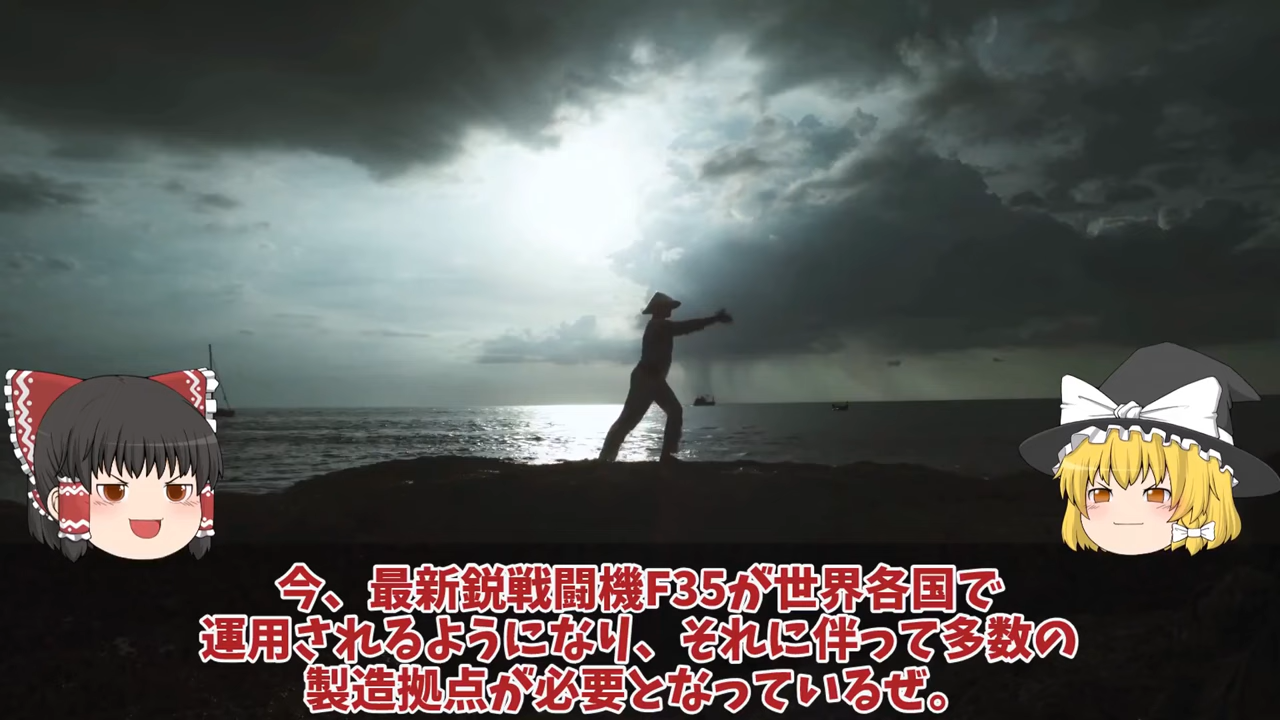 今、最新鋭戦闘機F35が世界各国で
運用されるようになり、それに伴って多数の
製造拠点が必要となっているぜ。